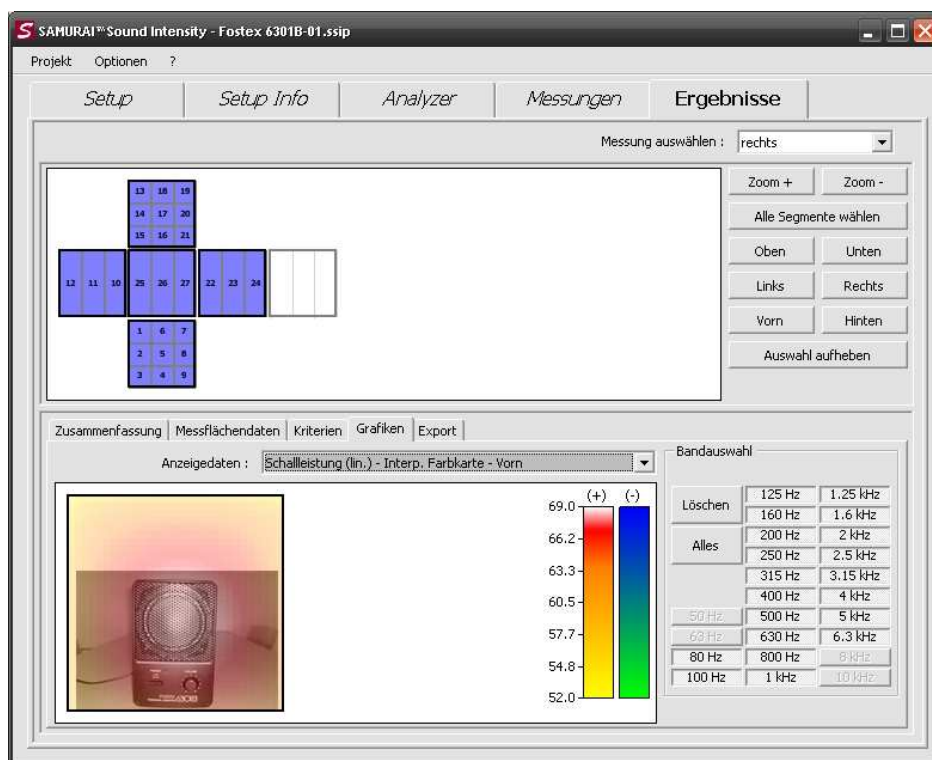 SAMURAI™ Sound Intensity - Fostex 6301B-01.ssip
Projekt Optionen ?
Setup Setup Info Analyzer Messungen Ergebnisse
Messung auswählen : rechts
13 18 19
14 17 20
15 16 21
12 11 10 25 26 27 22 23 24
1 6 7
2 5 8
3 4 9
Zoom + Zoom -
Alle Segmente wählen
Oben Unten
Links Rechts
Vorn Hinten
Auswahl aufheben
Zusammenfassung Messflächendaten Kriterien Grafiken Export
Anzeigedaten : Schallleistung (lin.) - Interp. Farbkarte - Vorn
(+) (-)
69.0
66.2
63.3
60.5
57.7
54.8
52.0
Bandauswahl
Löschen 125 Hz 1.25 kHz
160 Hz 1.6 kHz
Alles 200 Hz 2 kHz
250 Hz 2.5 kHz
315 Hz 3.15 kHz
400 Hz 4 kHz
50 Hz 500 Hz 5 kHz
63 Hz 630 Hz 6.3 kHz
80 Hz 800 Hz 8 kHz
100 Hz 1 kHz 10 kHz